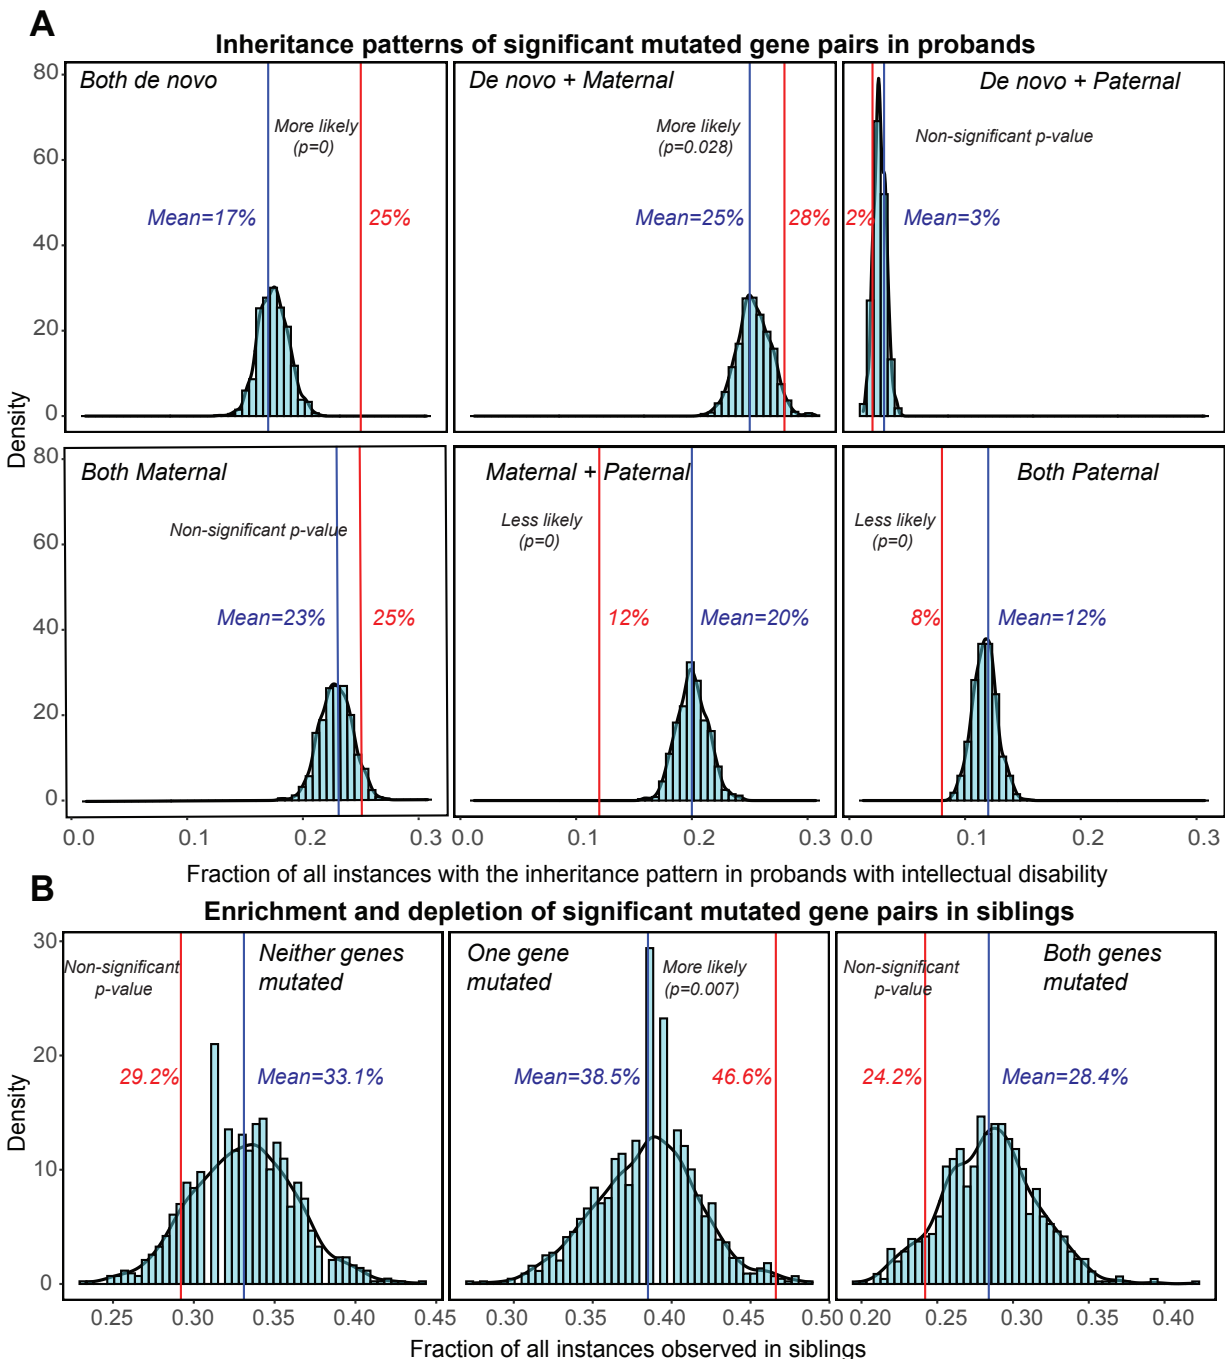 A
Inheritance patterns of significant mutated gene pairs in probands
80
60
40
20
0
Density
Both de novo
More likely
(p=0)
Mean=17%
25%
De novo + Maternal
More likely
(p=0.028)
Mean=25%
28%
De novo + Paternal
Non-significant p-value
2%
Mean=3%
80
60
40
20
0
Both Maternal
Non-significant p-value
Mean=23%
25%
Maternal + Paternal
Less likely
(p=0)
12%
Mean=20%
Both Paternal
Less likely
(p=0)
8%
Mean=12%
0.0 0.1 0.2 0.3
0.0 0.1 0.2 0.3
0.0 0.1 0.2 0.3
Fraction of all instances with the inheritance pattern in probands with intellectual disability
B
Enrichment and depletion of significant mutated gene pairs in siblings
30
20
10
0
Density
Non-significant
p-value
Neither genes
mutated
29.2%
Mean=33.1%
One gene
mutated
More likely
(p=0.007)
Mean=38.5%
46.6%
Non-significant
p-value
Both genes
mutated
24.2%
Mean=28.4%
0.25 0.30 0.35 0.40 0.45
0.30 0.35 0.40 0.45 0.50
0.20 0.25 0.30 0.35 0.40
Fraction of all instances observed in siblings